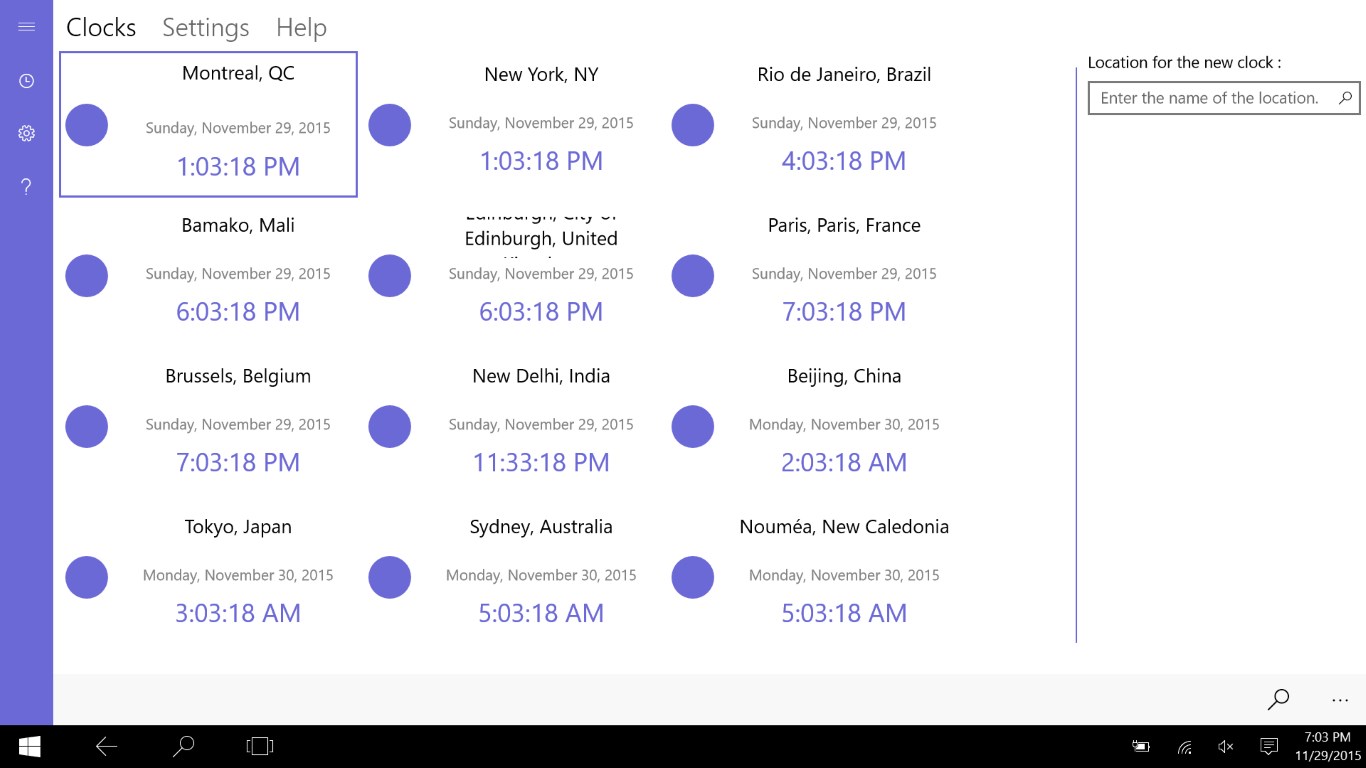 Clocks Settings Help
Montreal, QC
Sunday, November 29, 2015
1:03:18 PM
New York, NY
Sunday, November 29, 2015
1:03:18 PM
Rio de Janeiro, Brazil
Sunday, November 29, 2015
4:03:18 PM
Bamako, Mali
Sunday, November 29, 2015
6:03:18 PM
Edinburgh, City of
Edinburgh, United
Sunday, November 29, 2015
6:03:18 PM
Paris, Paris, France
Sunday, November 29, 2015
7:03:18 PM
Brussels, Belgium
Sunday, November 29, 2015
7:03:18 PM
New Delhi, India
Sunday, November 29, 2015
11:33:18 PM
Beijing, China
Monday, November 30, 2015
2:03:18 AM
Tokyo, Japan
Monday, November 30, 2015
3:03:18 AM
Sydney, Australia
Monday, November 30, 2015
5:03:18 AM
Nouméa, New Caledonia
Monday, November 30, 2015
5:03:18 AM
Location for the new clock :
Enter the name of the location.
7:03 PM
11/29/2015